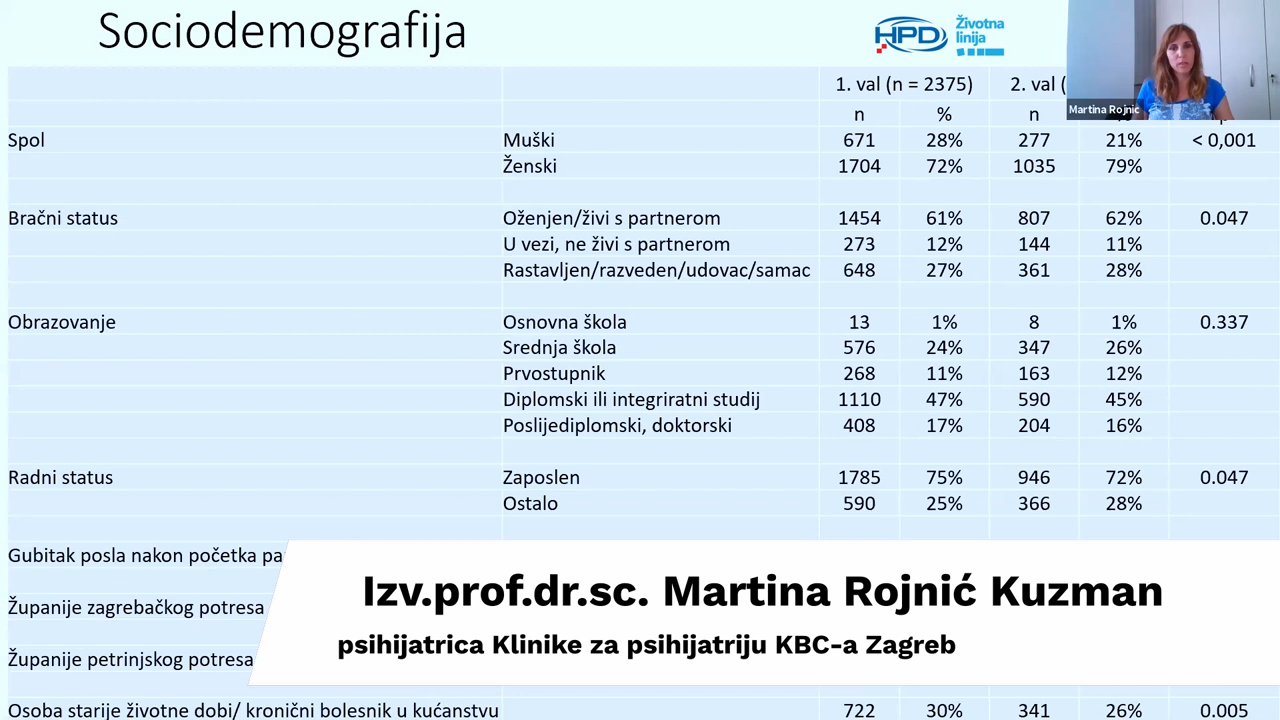 Sociodemografija
HPD Životna linija
Martina Rojnic
1. val (n = 2375) 2. val (
n % n
Spol Muški 671 28% 277 21% < 0,001
Ženski 1704 72% 1035 79%
Bračni status Oženjen/živi s partnerom 1454 61% 807 62% 0.047
U vezi, ne živi s partnerom 273 12% 144 11%
Rastavljen/razveden/udovac/samac 648 27% 361 28%
Obrazovanje Osnovna škola 13 1% 8 1% 0.337
Srednja škola 576 24% 347 26%
Prvostupnik 268 11% 163 12%
Diplomski ili integriratni studij 1110 47% 590 45%
Poslijediplomski, doktorski 408 17% 204 16%
Radni status Zaposlen 1785 75% 946 72% 0.047
Ostalo 590 25% 366 28%
Gubitak posla nakon početka pa
Županije zagrebačkog potresa
Županije petrinjskog potresa
Izv.prof.dr.sc. Martina Rojnić Kuzman
psihijatrica Klinike za psihijatriju KBC-a Zagreb
Osoba starije životne dobi/ kronični bolesnik u kućanstvu 722 30% 341 26% 0.005